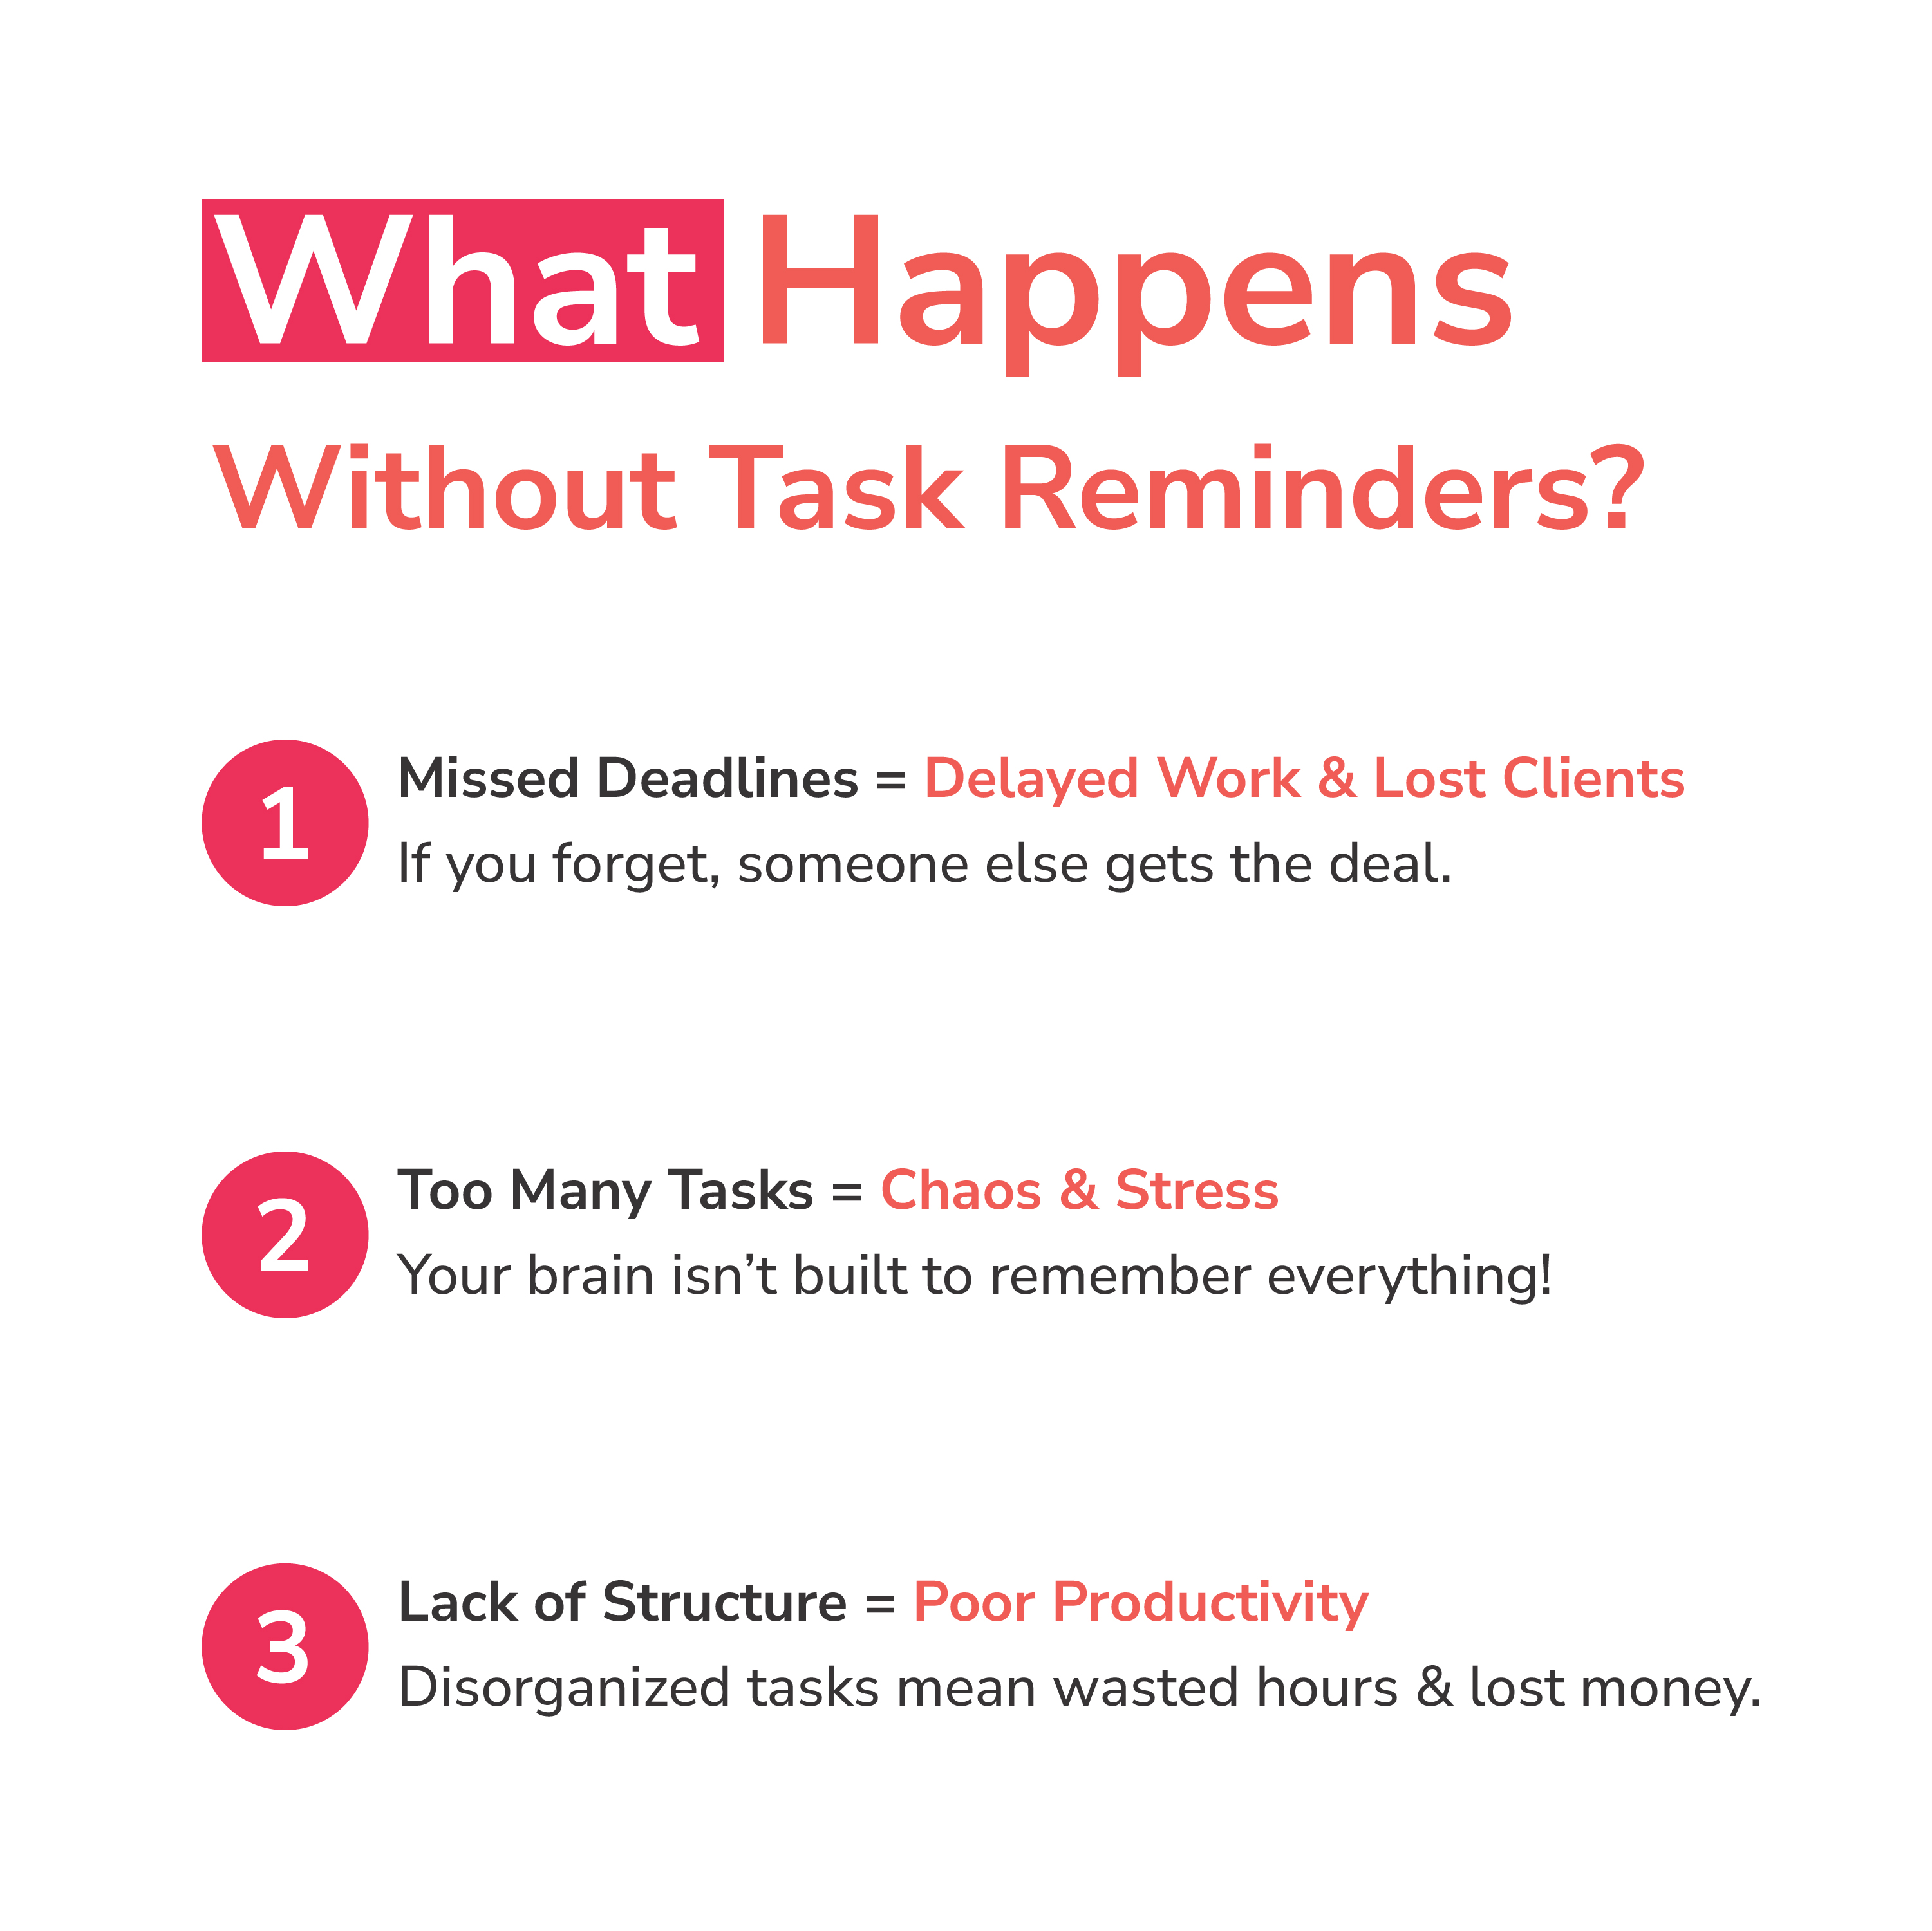 What Happens
Without Task Reminders?
1
Missed Deadlines = Delayed Work & Lost Clients
If you forget, someone else gets the deal.
2
Too Many Tasks = Chaos & Stress
Your brain isn’t built to remember everything!
3
Lack of Structure = Poor Productivity
Disorganized tasks mean wasted hours & lost money.